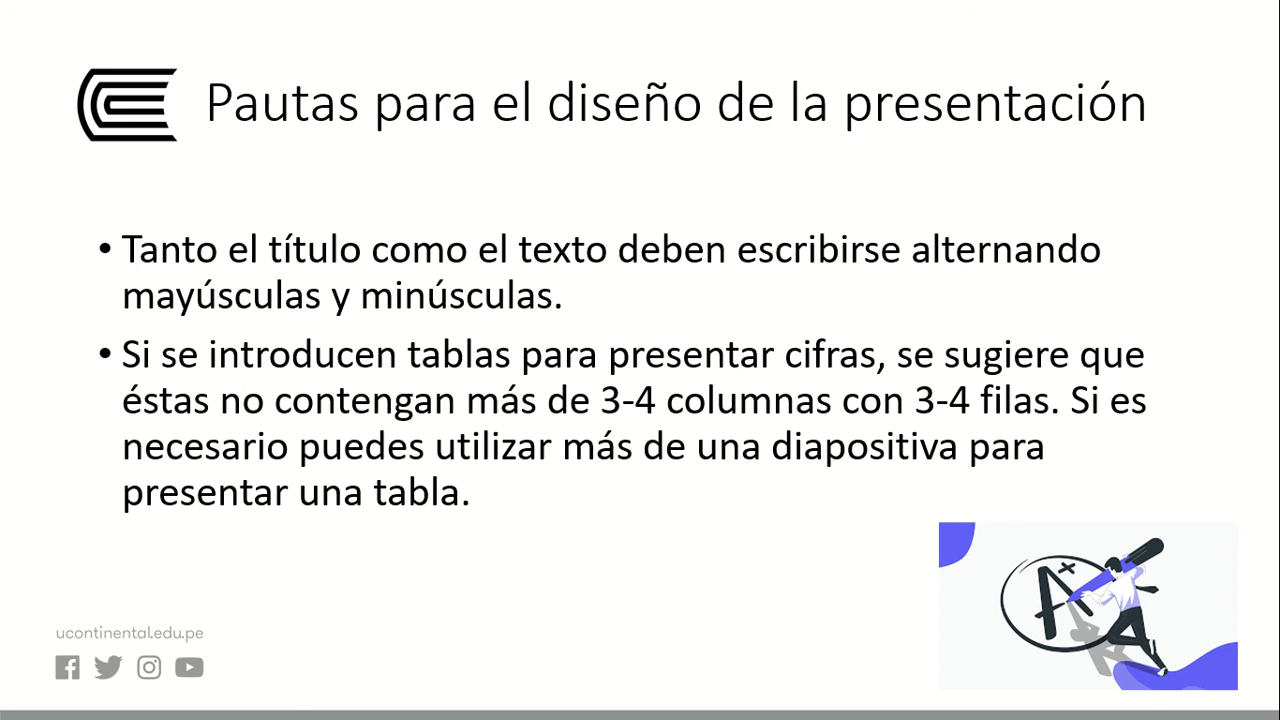 Pautas para el diseño de la presentación
• Tanto el título como el texto deben escribirse alternando
mayúsculas y minúsculas.
• Si se introducen tablas para presentar cifras, se sugiere que
éstas no contengan más de 3-4 columnas con 3-4 filas. Si es
necesario puedes utilizar más de una diapositiva para
presentar una tabla.
A+
ucontinental.edu.pe